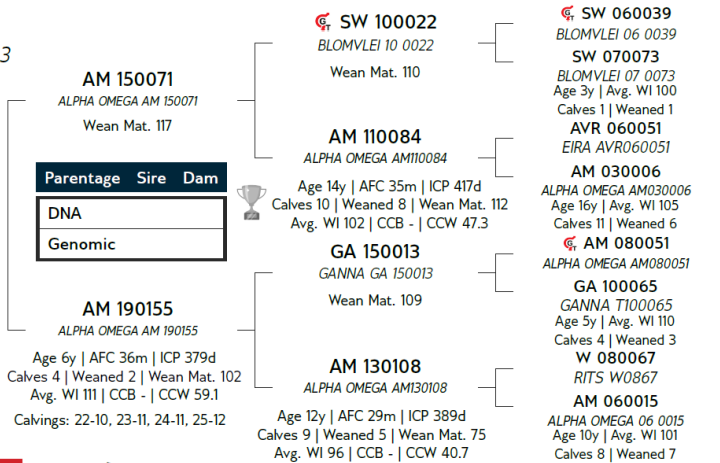 3
AM 150071
ALPHA OMEGA AM 150071
Wean Mat. 117
Parentage Sire Dam
DNA
Genomic
AM 190155
ALPHA OMEGA AM 190155
Age 6y | AFC 36m | ICP 379d
Calves 4 | Weaned 2 | Wean Mat. 102
Avg. WI 111 | CCB - | CCW 59.1
Calvings: 22-10, 23-11, 24-11, 25-12
GT SW 100022
BLOMVLEI 10 0022
Wean Mat. 110
AM 110084
ALPHA OMEGA AM110084
Age 14y | AFC 35m | ICP 417d
Calves 10 | Weaned 8 | Wean Mat. 112
Avg. WI 102 | CCB - | CCW 47.3
GA 150013
GANNA GA 150013
Wean Mat. 109
AM 130108
ALPHA OMEGA AM130108
Age 12y | AFC 29m | ICP 389d
Calves 9 | Weaned 5 | Wean Mat. 75
Avg. WI 96 | CCB - | CCW 40.7
GT SW 060039
BLOMVLEI 06 0039
SW 070073
BLOMVLEI 07 0073
Age 3y | Avg. WI 100
Calves 1 | Weaned 1
AVR 060051
EIRA AVR060051
AM 030006
ALPHA OMEGA AM030006
Age 16y | Avg. WI 105
Calves 11 | Weaned 6
GT AM 080051
ALPHA OMEGA AM080051
GA 100065
GANNA T100065
Age 5y | Avg. WI 110
Calves 4 | Weaned 3
W 080067
RITS W0867
AM 060015
ALPHA OMEGA 06 0015
Age 10y | Avg. WI 101
Calves 8 | Weaned 7